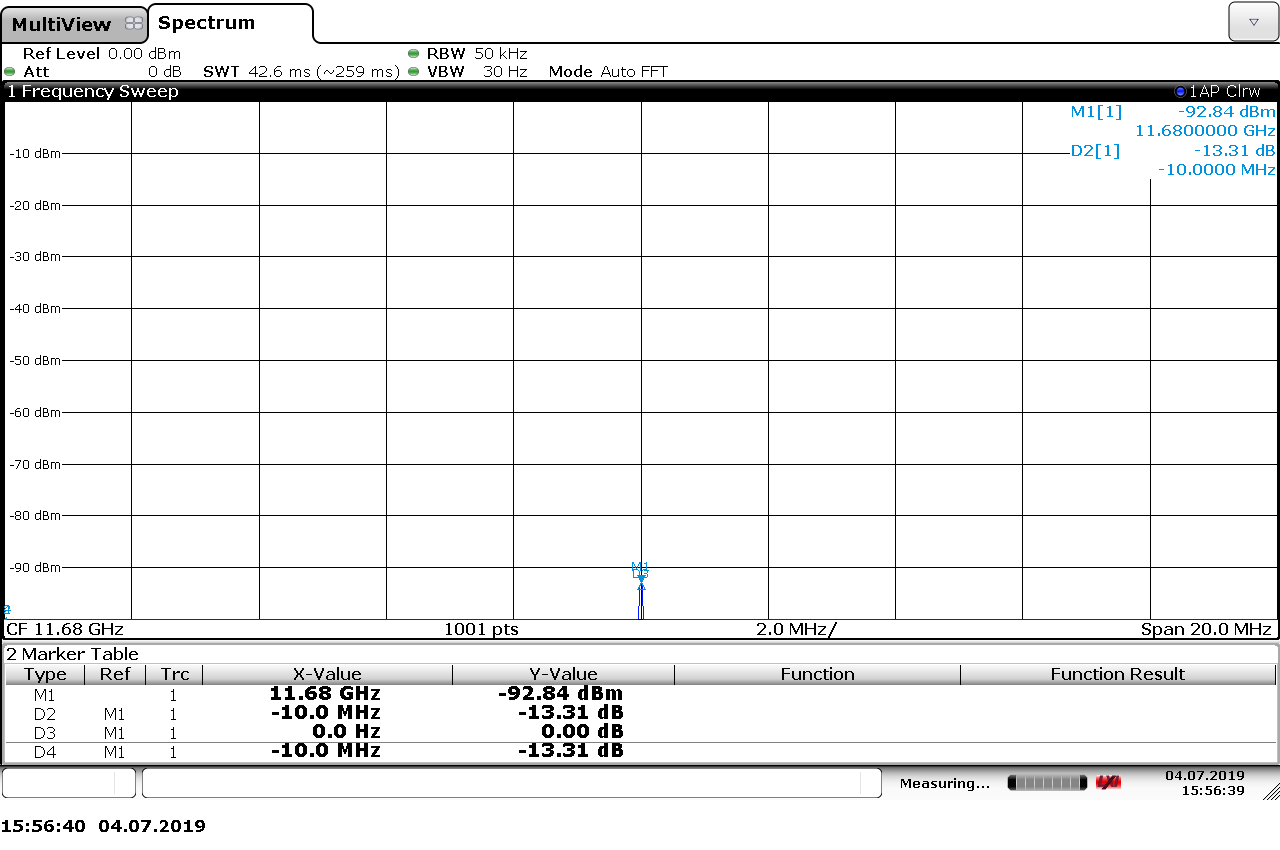 MultiView Spectrum
Ref Level 0.00 dBm RBW 50 kHz
Att 0 dB SWT 42.6 ms (~259 ms) VBW 30 Hz Mode Auto FFT
1 Frequency Sweep 1AP Clrw
M1[1] -92.84 dBm
11.6800000 GHz
-10 dBm D2[1] -13.31 dB
-10.0000 MHz
-20 dBm
-30 dBm
-40 dBm
-50 dBm
-60 dBm
-70 dBm
-80 dBm
-90 dBm M1
CF 11.68 GHz 1001 pts 2.0 MHz/ Span 20.0 MHz
2 Marker Table
Type Ref Trc X-Value Y-Value Function Function Result
M1 1 11.68 GHz -92.84 dBm
D2 M1 1 -10.0 MHz -13.31 dB
D3 M1 1 0.0 Hz 0.00 dB
D4 M1 1 -10.0 MHz -13.31 dB
Measuring... 04.07.2019
15:56:39
15:56:40 04.07.2019